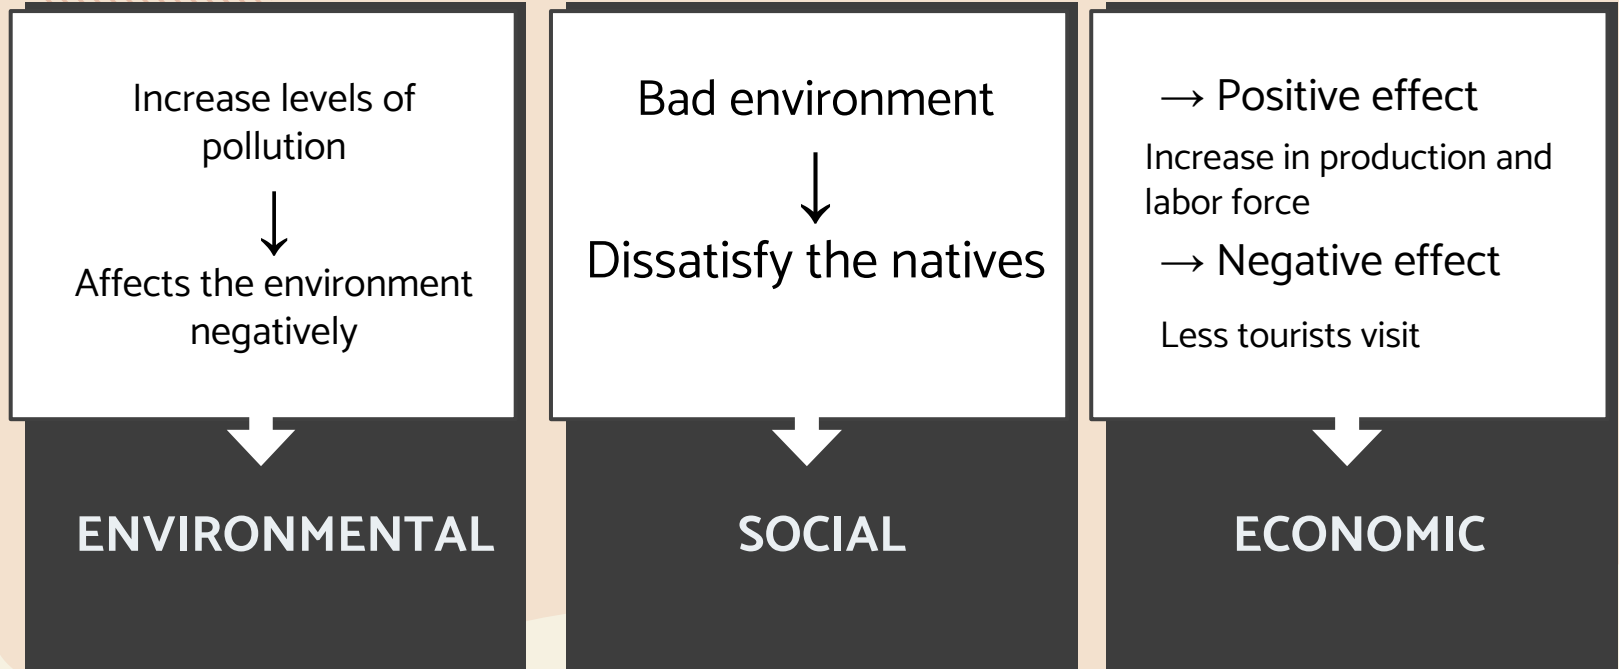 Increase levels of
pollution
↓
Affects the environment
negatively
ENVIRONMENTAL
Bad environment
↓
Dissatisfy the natives
SOCIAL
→ Positive effect
Increase in production and
labor force
→ Negative effect
Less tourists visit
ECONOMIC